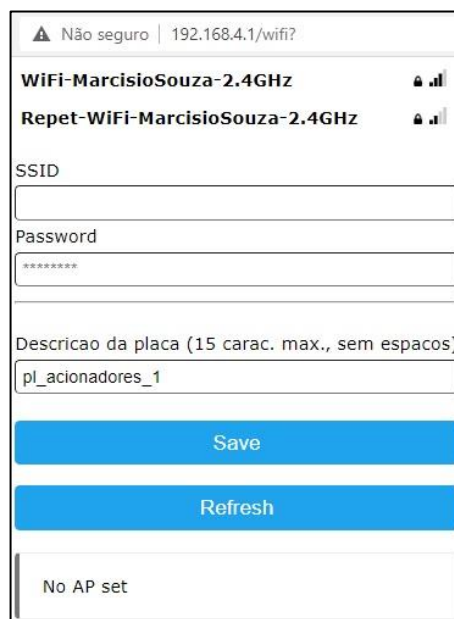 Não seguro | 192.168.4.1/wifi?
WiFi-MarcisioSouza-2.4GHz
Repet-WiFi-MarcisioSouza-2.4GHz
SSID
Password
********
Descricao da placa (15 carac. max., sem espacos)
pl_acionadores_1
Save
Refresh
No AP set